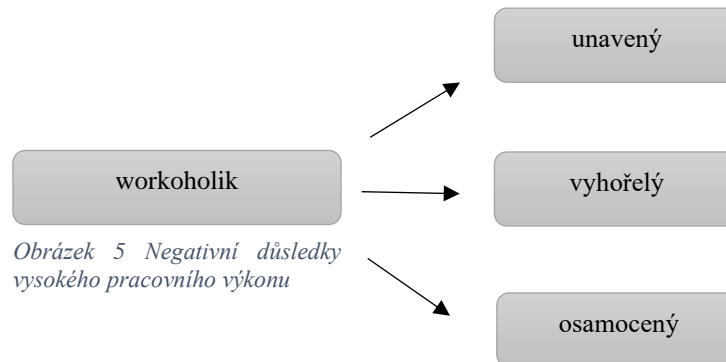 unavený
workoholik
vyhořelý
Obrázek 5 Negativní důsledky
vysokého pracovního výkonu
osamocený